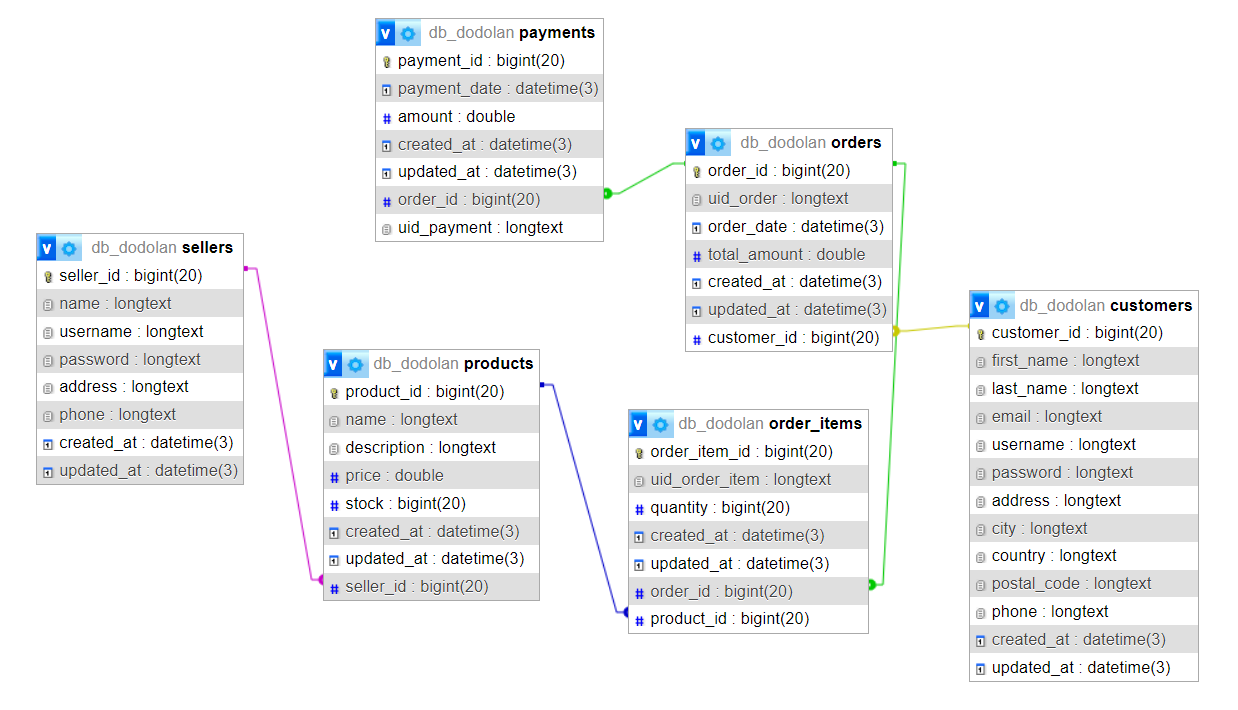 db_dodolan payments
payment_id : bigint(20)
payment_date : datetime(3)
amount : double
created_at : datetime(3)
updated_at : datetime(3)
order_id : bigint(20)
uid_payment : longtext
db_dodolan orders
order_id : bigint(20)
uid_order : longtext
order_date : datetime(3)
total_amount : double
created_at : datetime(3)
updated_at : datetime(3)
customer_id : bigint(20)
db_dodolan sellers
seller_id : bigint(20)
name : longtext
username : longtext
password : longtext
address : longtext
phone : longtext
created_at : datetime(3)
updated_at : datetime(3)
db_dodolan products
product_id : bigint(20)
name : longtext
description : longtext
price : double
stock : bigint(20)
created_at : datetime(3)
updated_at : datetime(3)
seller_id : bigint(20)
db_dodolan order_items
order_item_id : bigint(20)
uid_order_item : longtext
quantity : bigint(20)
created_at : datetime(3)
updated_at : datetime(3)
order_id : bigint(20)
product_id : bigint(20)
db_dodolan customers
customer_id : bigint(20)
first_name : longtext
last_name : longtext
email : longtext
username : longtext
password : longtext
address : longtext
city : longtext
country : longtext
postal_code : longtext
phone : longtext
created_at : datetime(3)
updated_at : datetime(3)